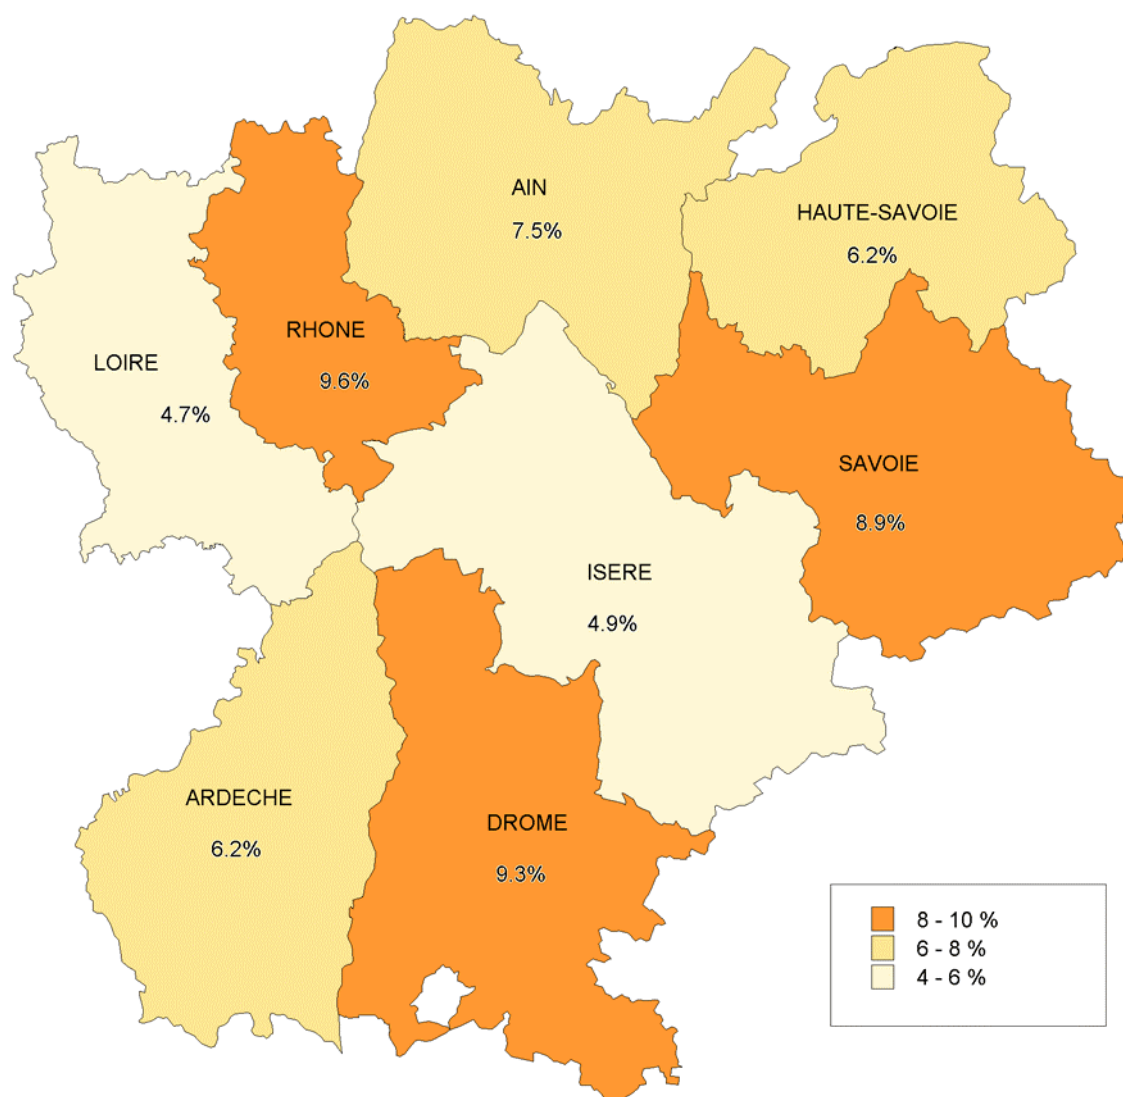 AIN
7.5%
HAUTE-SAVOIE
6.2%
RHONE
9.6%
LOIRE
4.7%
SAVOIE
8.9%
ISERE
4.9%
ARDECHE
6.2%
DROME
9.3%
8 - 10 %
6 - 8 %
4 - 6 %